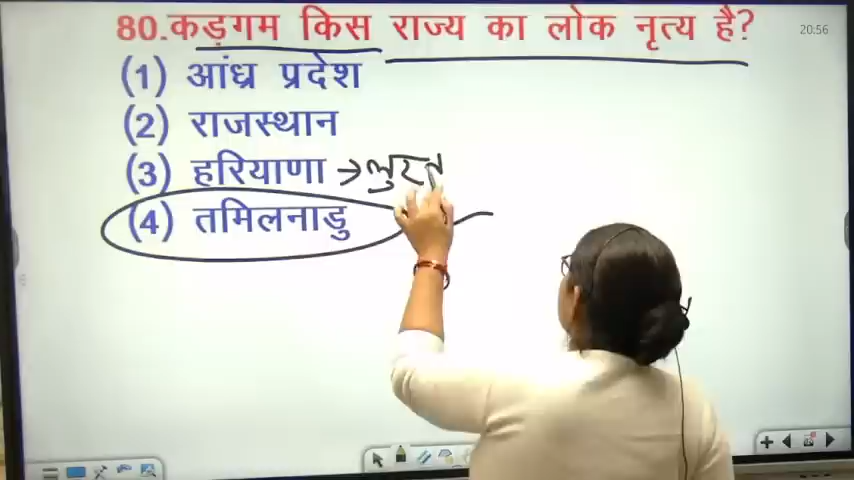 80.कड़गम किस राज्य का लोक नृत्य है?
20:56
(1) आंध्र प्रदेश
(2) राजस्थान
(3) हरियाणा →
(4) तमिलनाडु